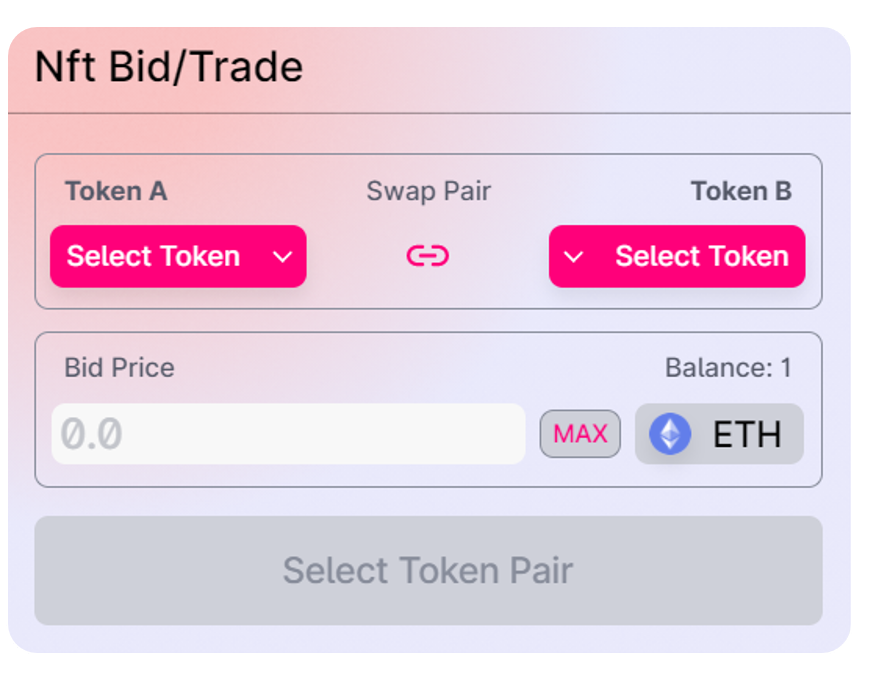 Nft Bid/Trade
Token A Swap Pair Token B
Select Token Select Token
Bid Price Balance: 1
0.0 MAX ETH
Select Token Pair